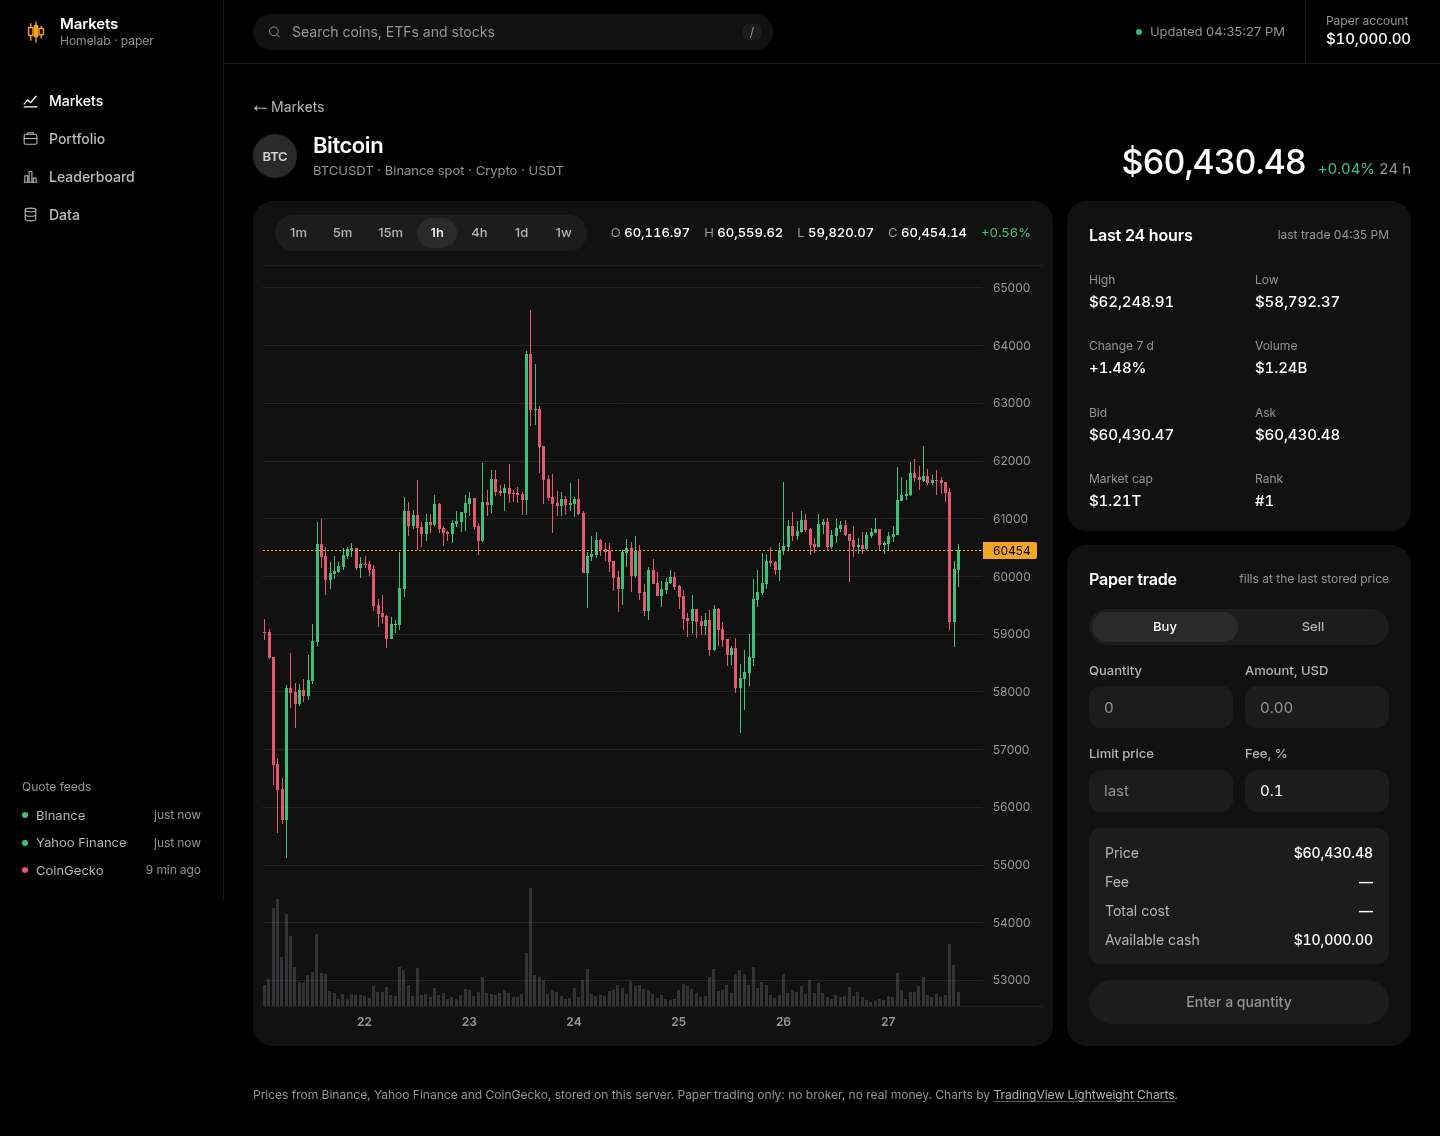 Markets
Homelab · paper
Search coins, ETFs and stocks /
Updated 04:35:27 PM
Paper account
$10,000.00
Markets
Portfolio
Leaderboard
Data
← Markets
BTC
Bitcoin
BTCUSDT · Binance spot · Crypto · USDT
$60,430.48 +0.04% 24 h
1m 5m 15m 1h 4h 1d 1w
O 60,116.97 H 60,559.62 L 59,820.07 C 60,454.14 +0.56%
65000
64000
63000
62000
61000
60454
60000
59000
58000
57000
56000
55000
54000
53000
22 23 24 25 26 27
Last 24 hours last trade 04:35 PM
High Low
$62,248.91 $58,792.37
Change 7 d Volume
+1.48% $1.24B
Bid Ask
$60,430.47 $60,430.48
Market cap Rank
$1.21T #1
Paper trade fills at the last stored price
Buy Sell
Quantity Amount, USD
0 0.00
Limit price Fee, %
last 0.1
Price $60,430.48
Fee —
Total cost —
Available cash $10,000.00
Enter a quantity
Quote feeds
Binance just now
Yahoo Finance just now
CoinGecko 9 min ago
Prices from Binance, Yahoo Finance and CoinGecko, stored on this server. Paper trading only: no broker, no real money. Charts by TradingView Lightweight Charts.